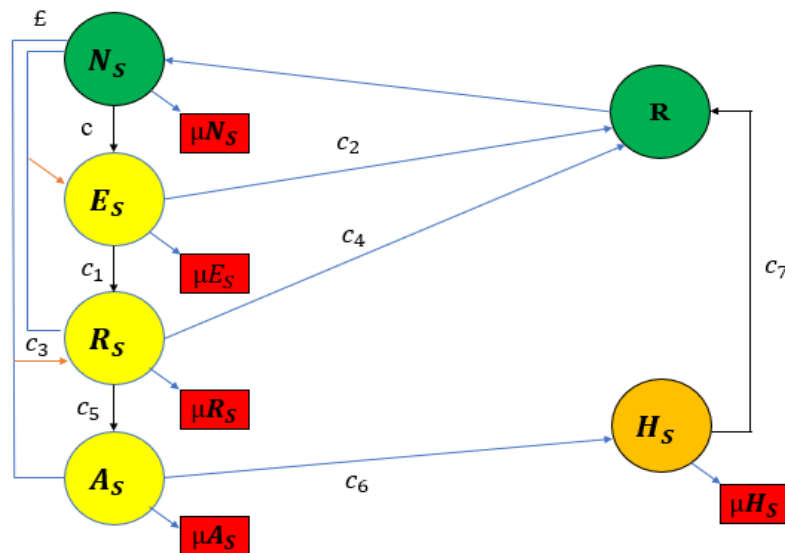 £
N_S
R
c
μN_S
c_2
E_S
c_4
μE_S
c_1
c_7
R_S
c_3
μR_S
c_5
H_S
A_S
c_6
μH_S
μA_S